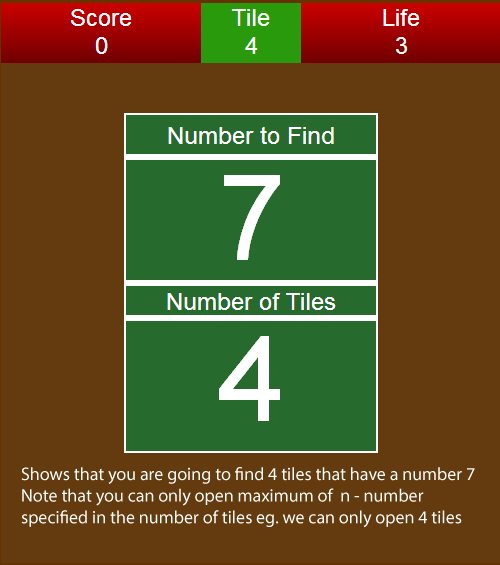 Score Tile Life
0 4 3
Number to Find
7
Number of Tiles
4
Shows that you are going to find 4 tiles that have a number 7
Note that you can only open maximum of n - number
specified in the number of tiles eg. we can only open 4 tiles